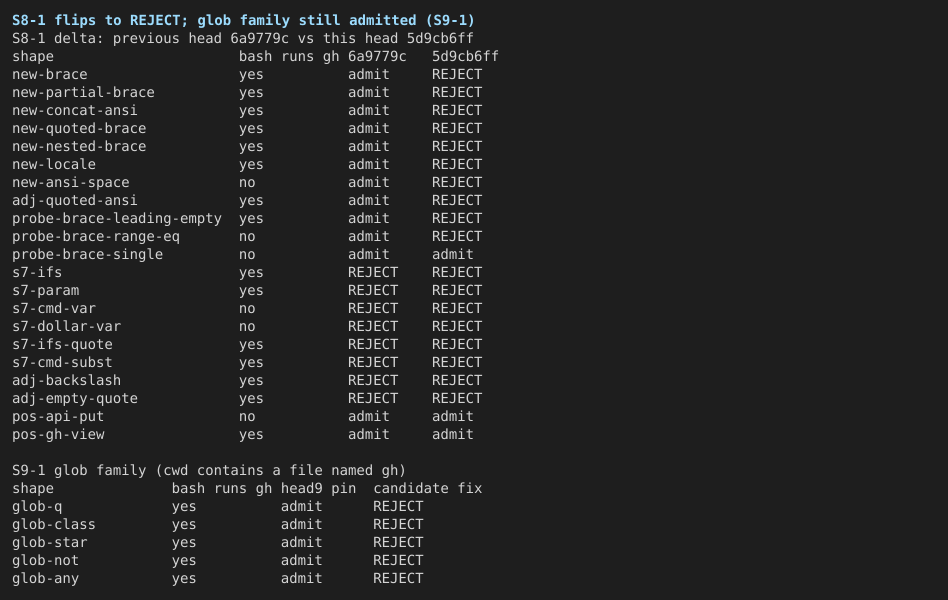 S8-1 flips to REJECT; glob family still admitted (S9-1)
S8-1 delta: previous head 6a9779c vs this head 5d9cb6ff
shape bash runs gh 6a9779c 5d9cb6ff
new-brace yes admit REJECT
new-partial-brace yes admit REJECT
new-concat-ansi yes admit REJECT
new-quoted-brace yes admit REJECT
new-nested-brace yes admit REJECT
new-locale yes admit REJECT
new-ansi-space no admit REJECT
adj-quoted-ansi yes admit REJECT
probe-brace-leading-empty yes admit REJECT
probe-brace-range-eq no admit REJECT
probe-brace-single no admit admit
s7-ifs yes REJECT REJECT
s7-param yes REJECT REJECT
s7-cmd-var no REJECT REJECT
s7-dollar-var no REJECT REJECT
s7-ifs-quote yes REJECT REJECT
s7-cmd-subst yes REJECT REJECT
adj-backslash yes REJECT REJECT
adj-empty-quote yes REJECT REJECT
pos-api-put no admit admit
pos-gh-view yes admit admit
S9-1 glob family (cwd contains a file named gh)
shape bash runs gh head9 pin candidate fix
glob-q yes admit REJECT
glob-class yes admit REJECT
glob-star yes admit REJECT
glob-not yes admit REJECT
glob-any yes admit REJECT